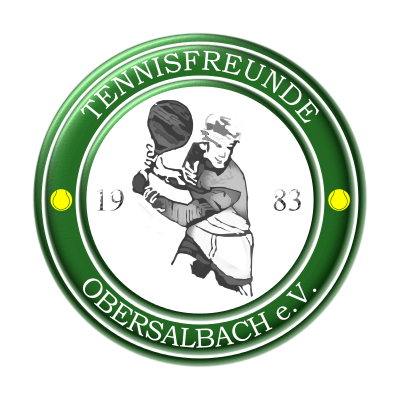 TENNISFREUNDE
19 83
OBERSALBACH e.V.